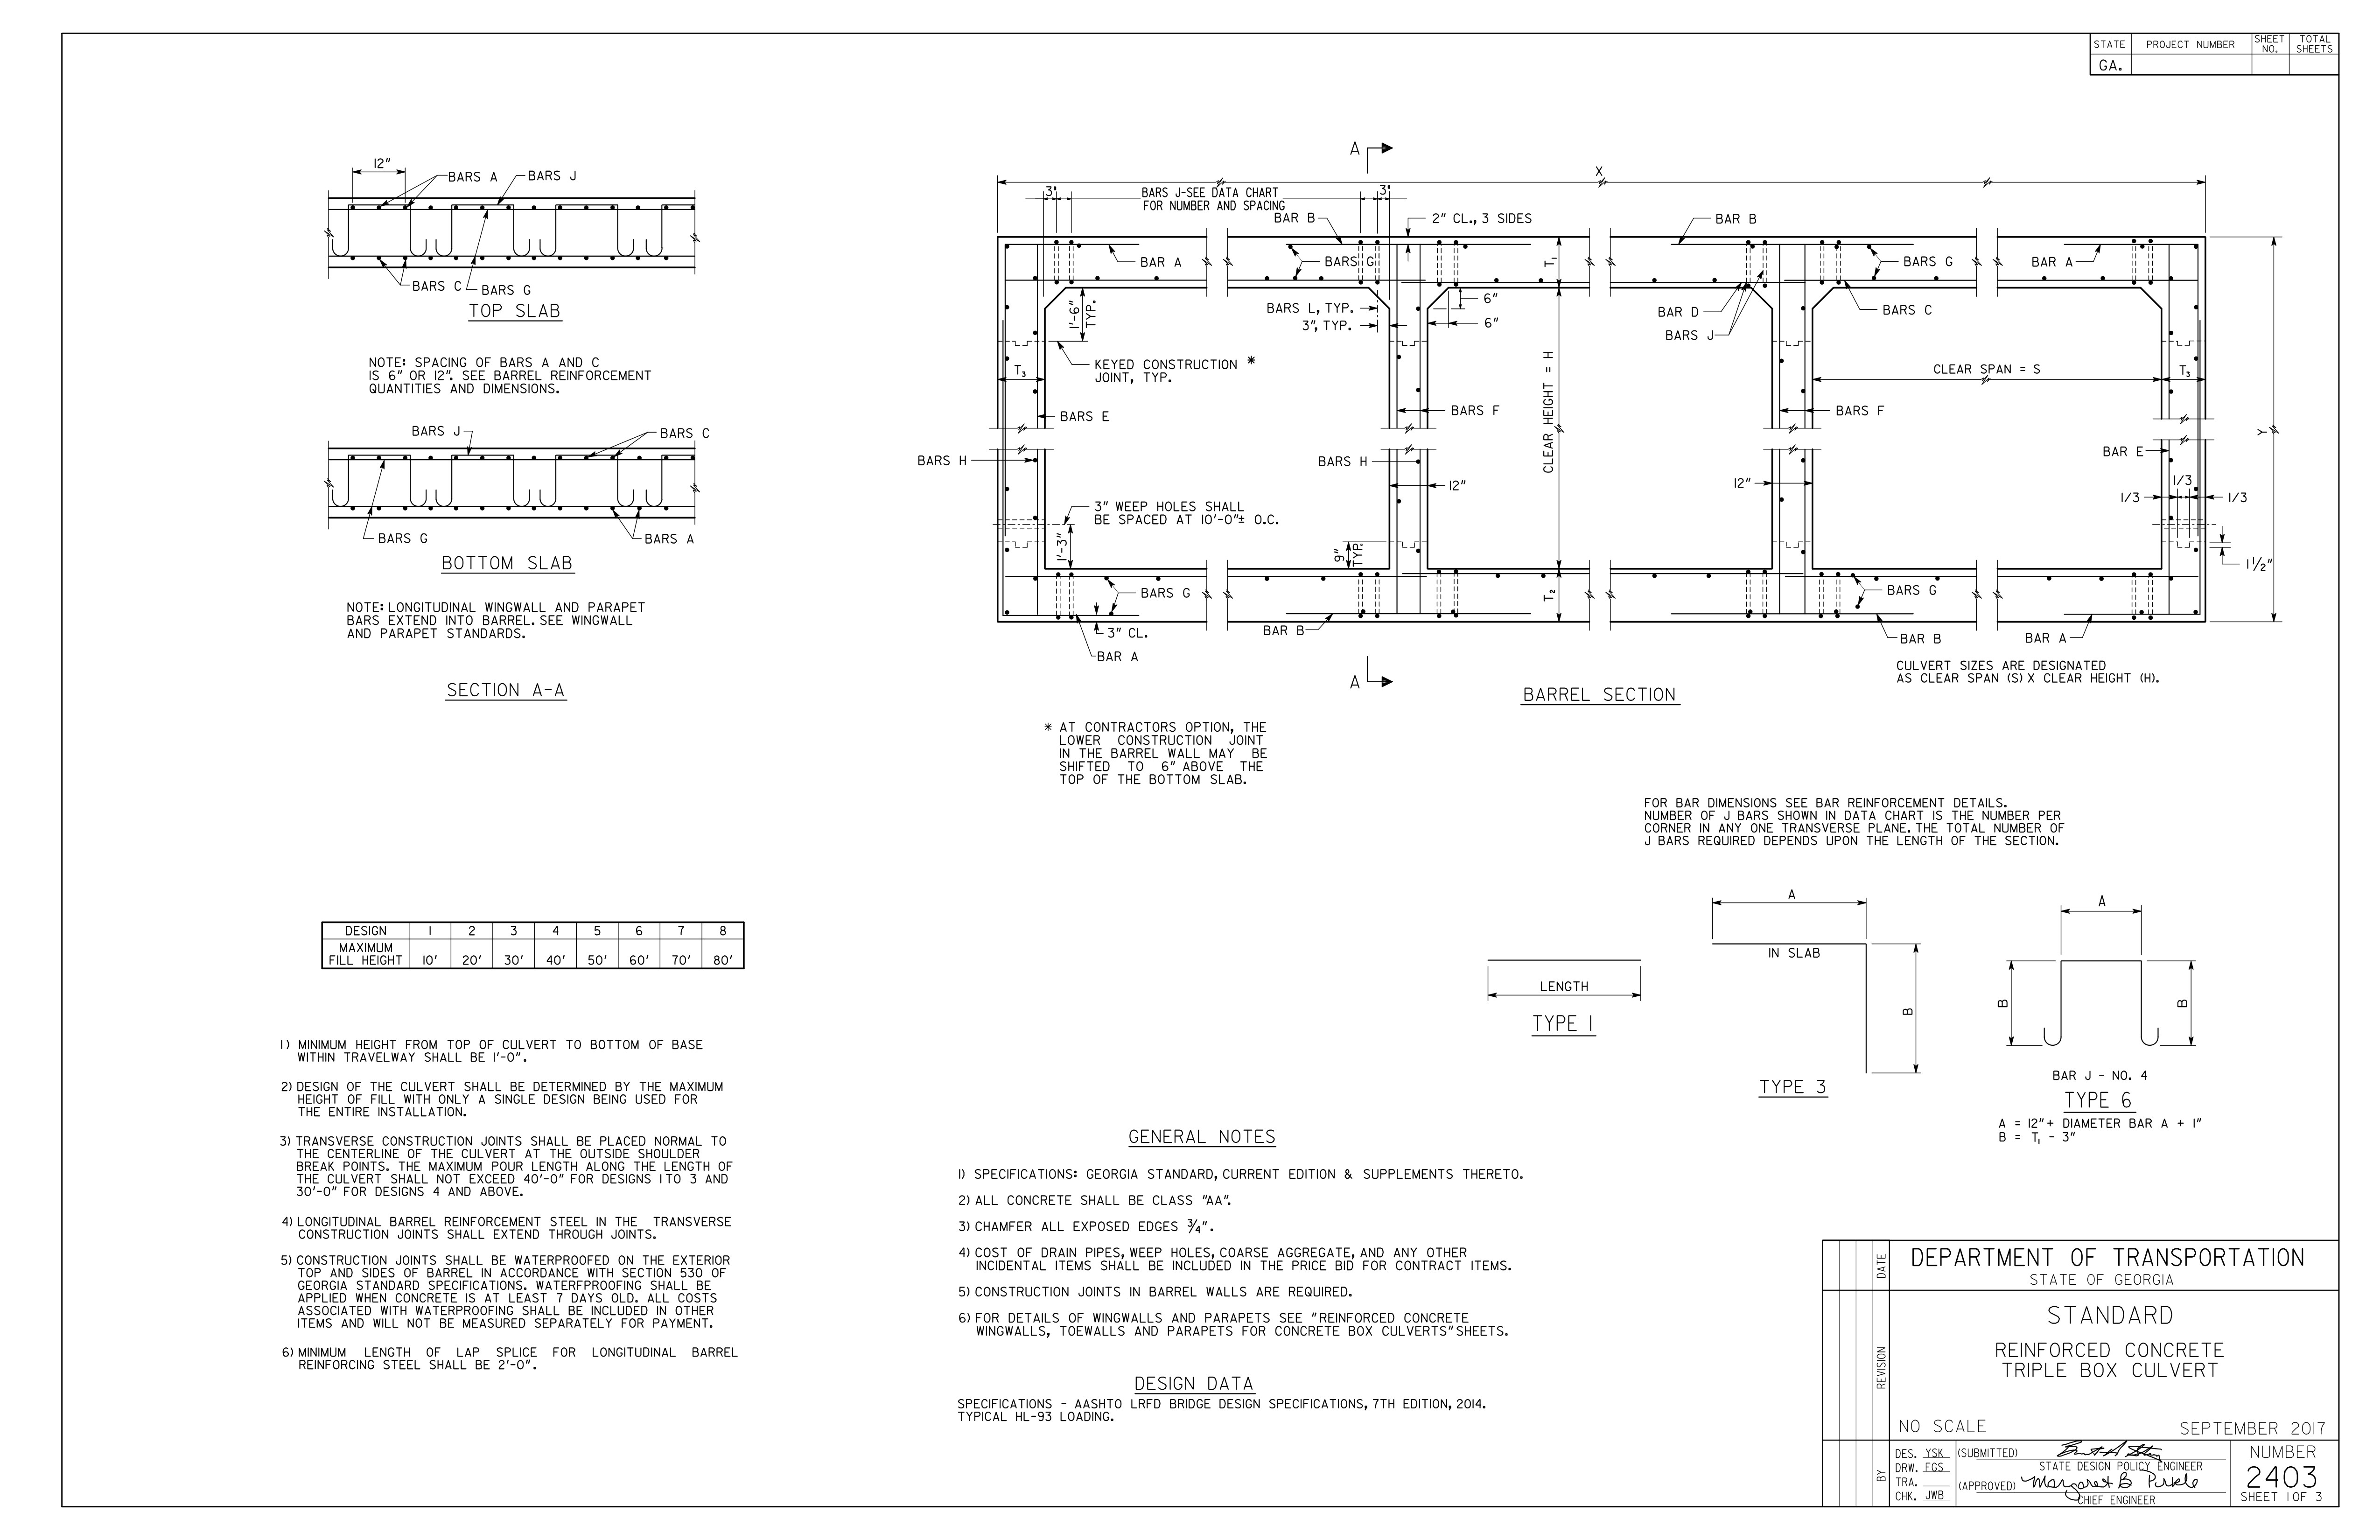 STATE PROJECT NUMBER SHEET NO. TOTAL SHEETS
GA.
12"
BARS A
BARS J
BARS C
BARS G
TOP SLAB
NOTE: SPACING OF BARS A AND C
IS 6" OR 12". SEE BARREL REINFORCEMENT
QUANTITIES AND DIMENSIONS.
BARS J
BARS C
BARS G
BARS A
BOTTOM SLAB
NOTE: LONGITUDINAL WINGWALL AND PARAPET
BARS EXTEND INTO BARREL. SEE WINGWALL
AND PARAPET STANDARDS.
SECTION A-A
A
X
3"
BARS J-SEE DATA CHART
FOR NUMBER AND SPACING
3"
BAR B
2" CL., 3 SIDES
BAR B
BAR A
BARS G
T₁
BARS G
BAR A
1'-6"
TYP.
BARS L, TYP.
3", TYP.
6"
6"
BAR D
BARS J
BARS C
KEYED CONSTRUCTION *
JOINT, TYP.
T₃
CLEAR HEIGHT = H
CLEAR SPAN = S
T₃
BARS E
BARS F
BARS F
Y
BARS H
BARS H
12"
12"
BAR E
1/3
1/3
1/3
3" WEEP HOLES SHALL
BE SPACED AT 10'-0"± O.C.
1'-3"
9"
TYP.
1½"
BARS G
T₂
BARS G
3" CL.
BAR B
BAR A
BAR B
BAR A
A
BARREL SECTION
CULVERT SIZES ARE DESIGNATED
AS CLEAR SPAN (S) X CLEAR HEIGHT (H).
* AT CONTRACTORS OPTION, THE
LOWER CONSTRUCTION JOINT
IN THE BARREL WALL MAY BE
SHIFTED TO 6" ABOVE THE
TOP OF THE BOTTOM SLAB.
FOR BAR DIMENSIONS SEE BAR REINFORCEMENT DETAILS.
NUMBER OF J BARS SHOWN IN DATA CHART IS THE NUMBER PER
CORNER IN ANY ONE TRANSVERSE PLANE. THE TOTAL NUMBER OF
J BARS REQUIRED DEPENDS UPON THE LENGTH OF THE SECTION.
LENGTH
TYPE 1
A
IN SLAB
B
TYPE 3
A
B
B
BAR J - NO. 4
TYPE 6
A = 12" + DIAMETER BAR A + 1"
B = T₁ - 3"
DESIGN 1 2 3 4 5 6 7 8
MAXIMUM
FILL HEIGHT 10' 20' 30' 40' 50' 60' 70' 80'
1) MINIMUM HEIGHT FROM TOP OF CULVERT TO BOTTOM OF BASE
WITHIN TRAVELWAY SHALL BE 1'-0".
2) DESIGN OF THE CULVERT SHALL BE DETERMINED BY THE MAXIMUM
HEIGHT OF FILL WITH ONLY A SINGLE DESIGN BEING USED FOR
THE ENTIRE INSTALLATION.
3) TRANSVERSE CONSTRUCTION JOINTS SHALL BE PLACED NORMAL TO
THE CENTERLINE OF THE CULVERT AT THE OUTSIDE SHOULDER
BREAK POINTS. THE MAXIMUM POUR LENGTH ALONG THE LENGTH OF
THE CULVERT SHALL NOT EXCEED 40'-0" FOR DESIGNS 1 TO 3 AND
30'-0" FOR DESIGNS 4 AND ABOVE.
4) LONGITUDINAL BARREL REINFORCEMENT STEEL IN THE TRANSVERSE
CONSTRUCTION JOINTS SHALL EXTEND THROUGH JOINTS.
5) CONSTRUCTION JOINTS SHALL BE WATERPROOFED ON THE EXTERIOR
TOP AND SIDES OF BARREL IN ACCORDANCE WITH SECTION 530 OF
GEORGIA STANDARD SPECIFICATIONS. WATERFPROOFING SHALL BE
APPLIED WHEN CONCRETE IS AT LEAST 7 DAYS OLD. ALL COSTS
ASSOCIATED WITH WATERPROOFING SHALL BE INCLUDED IN OTHER
ITEMS AND WILL NOT BE MEASURED SEPARATELY FOR PAYMENT.
6) MINIMUM LENGTH OF LAP SPLICE FOR LONGITUDINAL BARREL
REINFORCING STEEL SHALL BE 2'-0".
GENERAL NOTES
1) SPECIFICATIONS: GEORGIA STANDARD, CURRENT EDITION & SUPPLEMENTS THERETO.
2) ALL CONCRETE SHALL BE CLASS "AA".
3) CHAMFER ALL EXPOSED EDGES ¾".
4) COST OF DRAIN PIPES, WEEP HOLES, COARSE AGGREGATE, AND ANY OTHER
INCIDENTAL ITEMS SHALL BE INCLUDED IN THE PRICE BID FOR CONTRACT ITEMS.
5) CONSTRUCTION JOINTS IN BARREL WALLS ARE REQUIRED.
6) FOR DETAILS OF WINGWALLS AND PARAPETS SEE "REINFORCED CONCRETE
WINGWALLS, TOEWALLS AND PARAPETS FOR CONCRETE BOX CULVERTS" SHEETS.
DESIGN DATA
SPECIFICATIONS - AASHTO LRFD BRIDGE DESIGN SPECIFICATIONS, 7TH EDITION, 2014.
TYPICAL HL-93 LOADING.
DATE
REVISION
BY
DEPARTMENT OF TRANSPORTATION
STATE OF GEORGIA
STANDARD
REINFORCED CONCRETE
TRIPLE BOX CULVERT
NO SCALE SEPTEMBER 2017
DES. YSK
DRW. FGS
TRA.
CHK. JWB
(SUBMITTED)
STATE DESIGN POLICY ENGINEER
(APPROVED) Margaret B Pirkle
CHIEF ENGINEER
NUMBER
2403
SHEET 1 OF 3